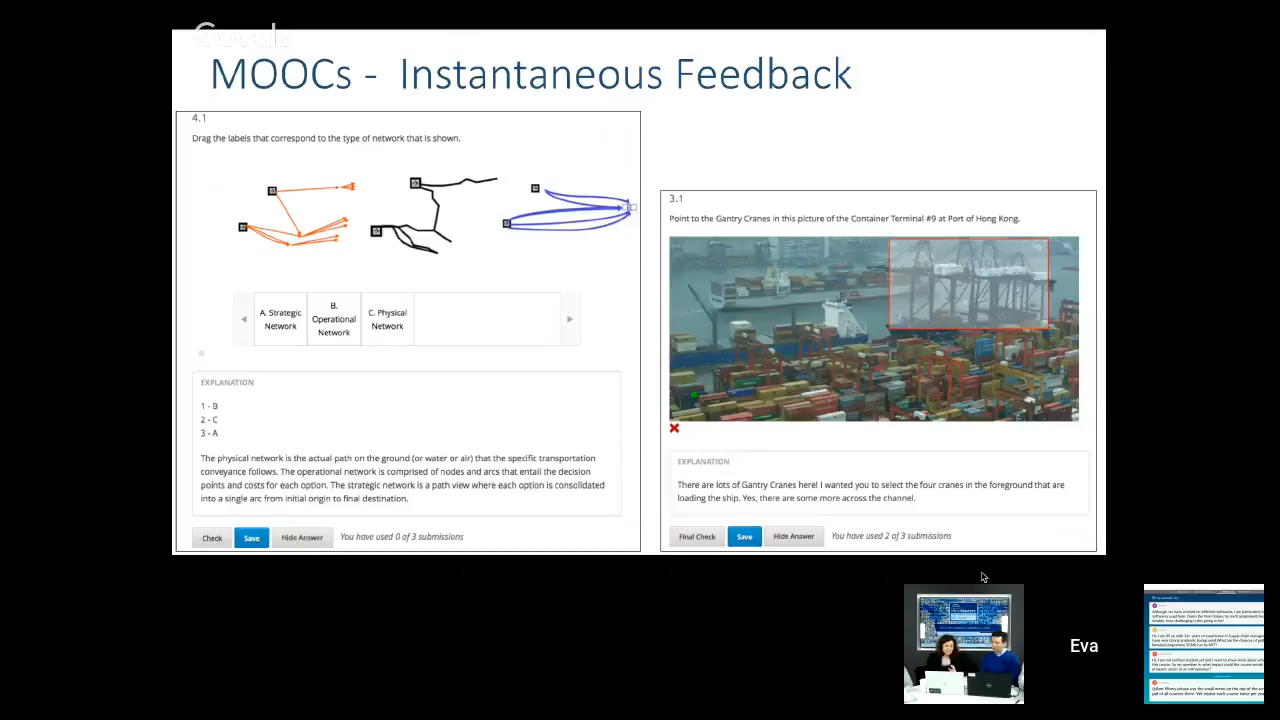 MOOCs - Instantaneous Feedback
4.1
Drag the labels that correspond to the type of network that is shown.
A. Strategic
Network
B.
Operational
Network
C. Physical
Network
EXPLANATION
1 - B
2 - C
3 - A
The physical network is the actual path on the ground (or water or air) that the specific transportation
conveyance follows. The operational network is comprised of nodes and arcs that entail the decision
points and costs for each option. The strategic network is a path view where each option is consolidated
into a single arc from initial origin to final destination.
Check Save Hide Answer You have used 0 of 3 submissions
3.1
Point to the Gantry Cranes in this picture of the Container Terminal #9 at Port of Hong Kong.
EXPLANATION
There are lots of Gantry Cranes here! I wanted you to select the four cranes in the foreground that are
loading the ship. Yes, there are some more across the channel.
Final Check Save Hide Answer You have used 2 of 3 submissions
Eva